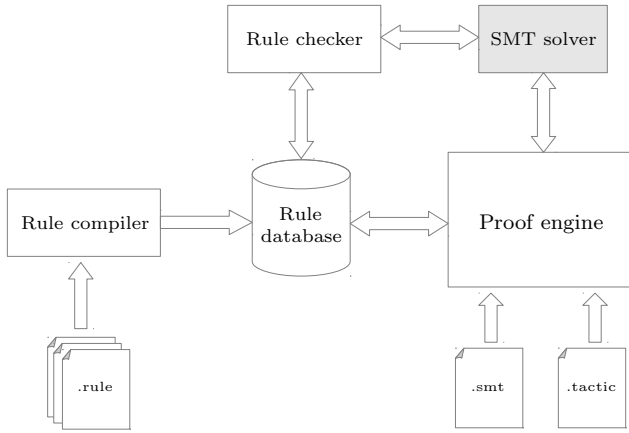 Rule checker
SMT solver
Rule compiler
Rule
database
Proof engine
.rule
.smt
.tactic